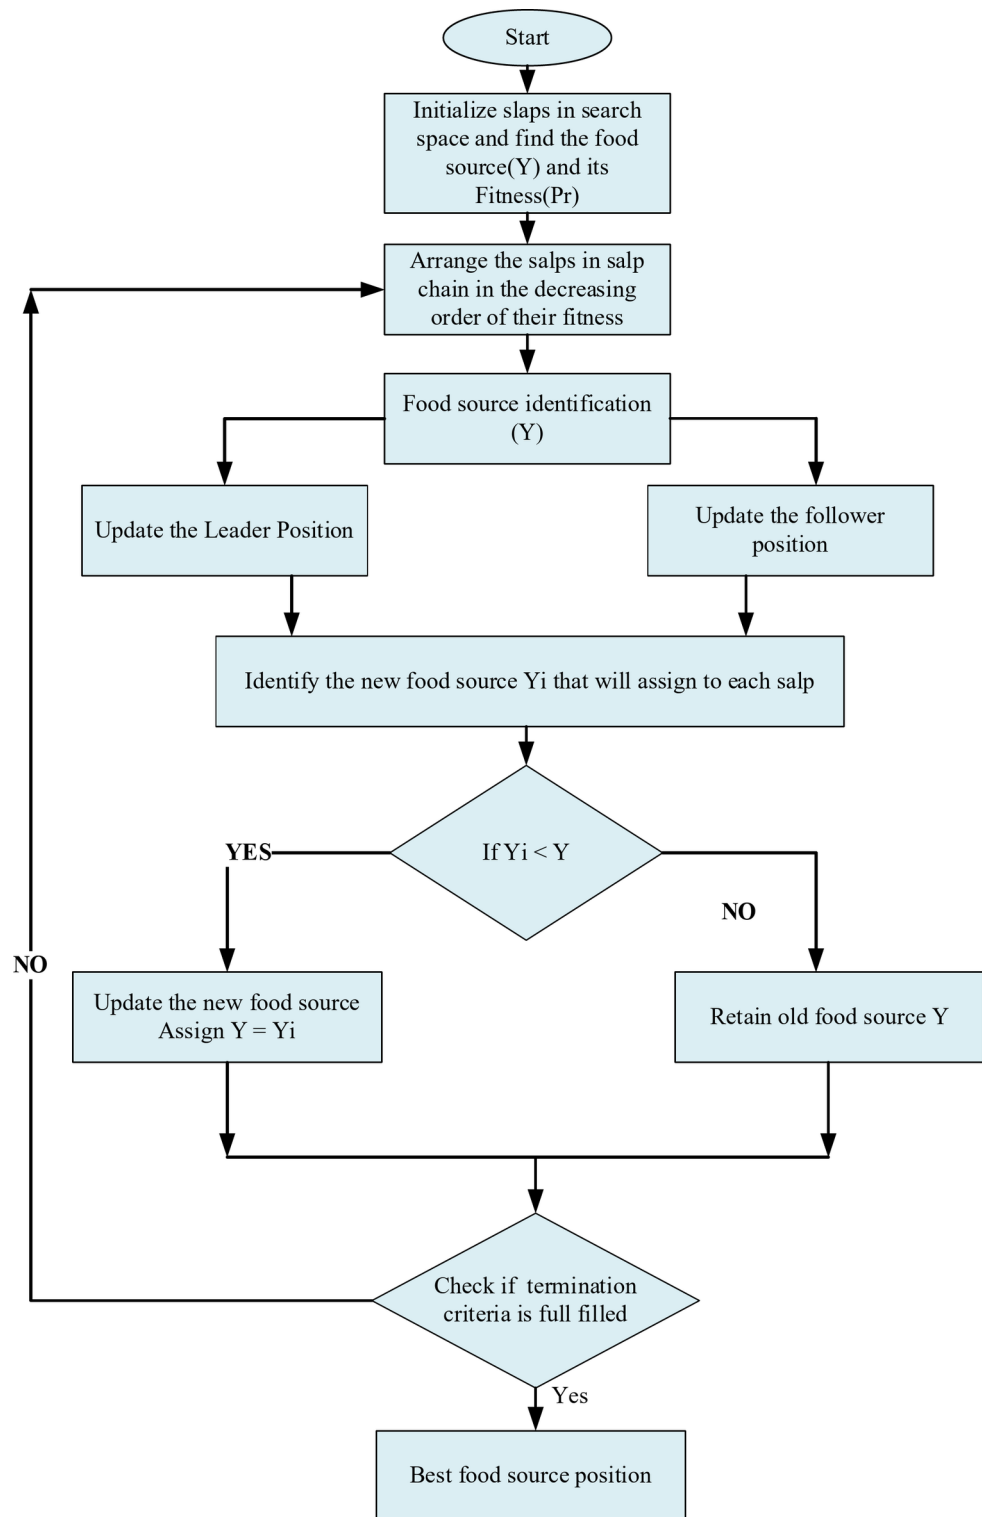 Start
Initialize slaps in search
space and find the food
source(Y) and its
Fitness(Pr)
Arrange the salps in salp
chain in the decreasing
order of their fitness
Food source identification
(Y)
Update the Leader Position
Update the follower
position
Identify the new food source Yi that will assign to each salp
If Yi < Y
YES
NO
NO
Update the new food source
Assign Y = Yi
Retain old food source Y
Check if termination
criteria is full filled
Yes
Best food source position